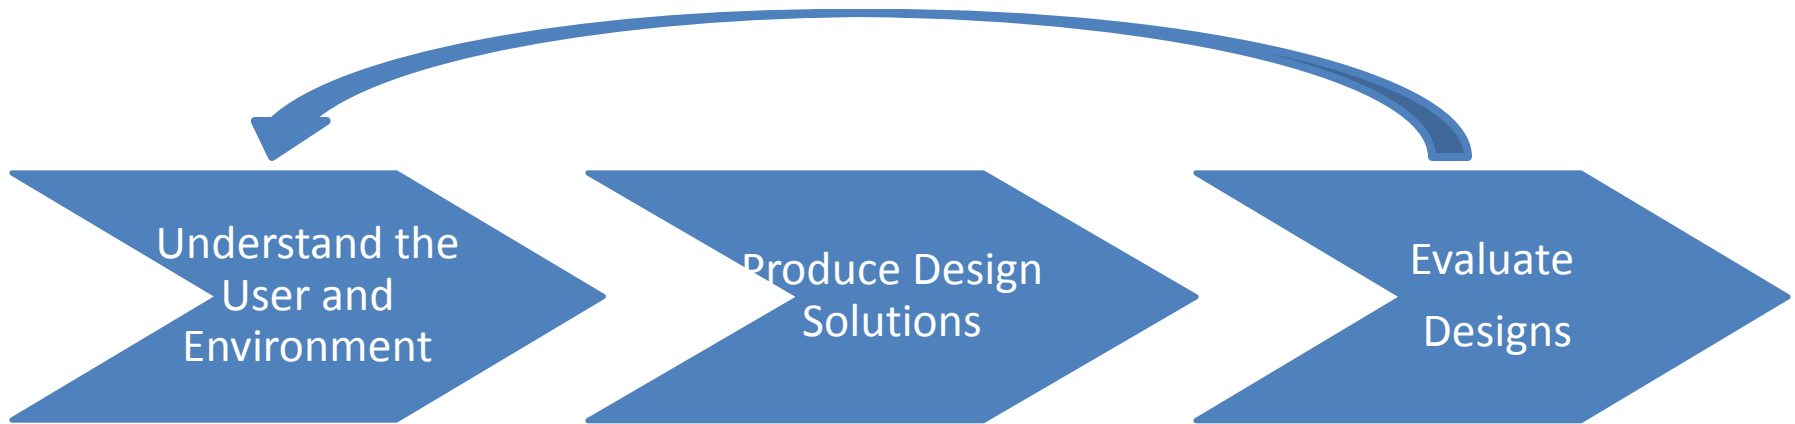 Understand the
User and
Environment
Produce Design
Solutions
Evaluate
Designs